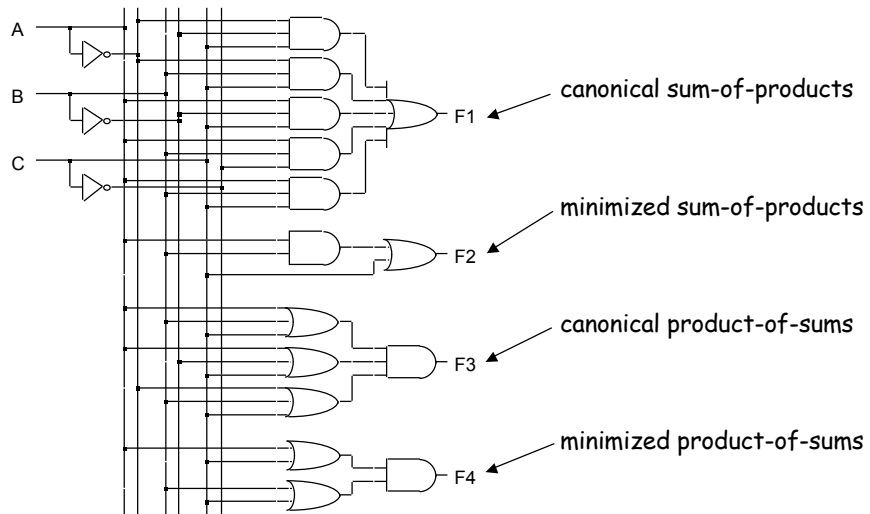 A
B
C
F1
canonical sum-of-products
F2
minimized sum-of-products
F3
canonical product-of-sums
F4
minimized product-of-sums